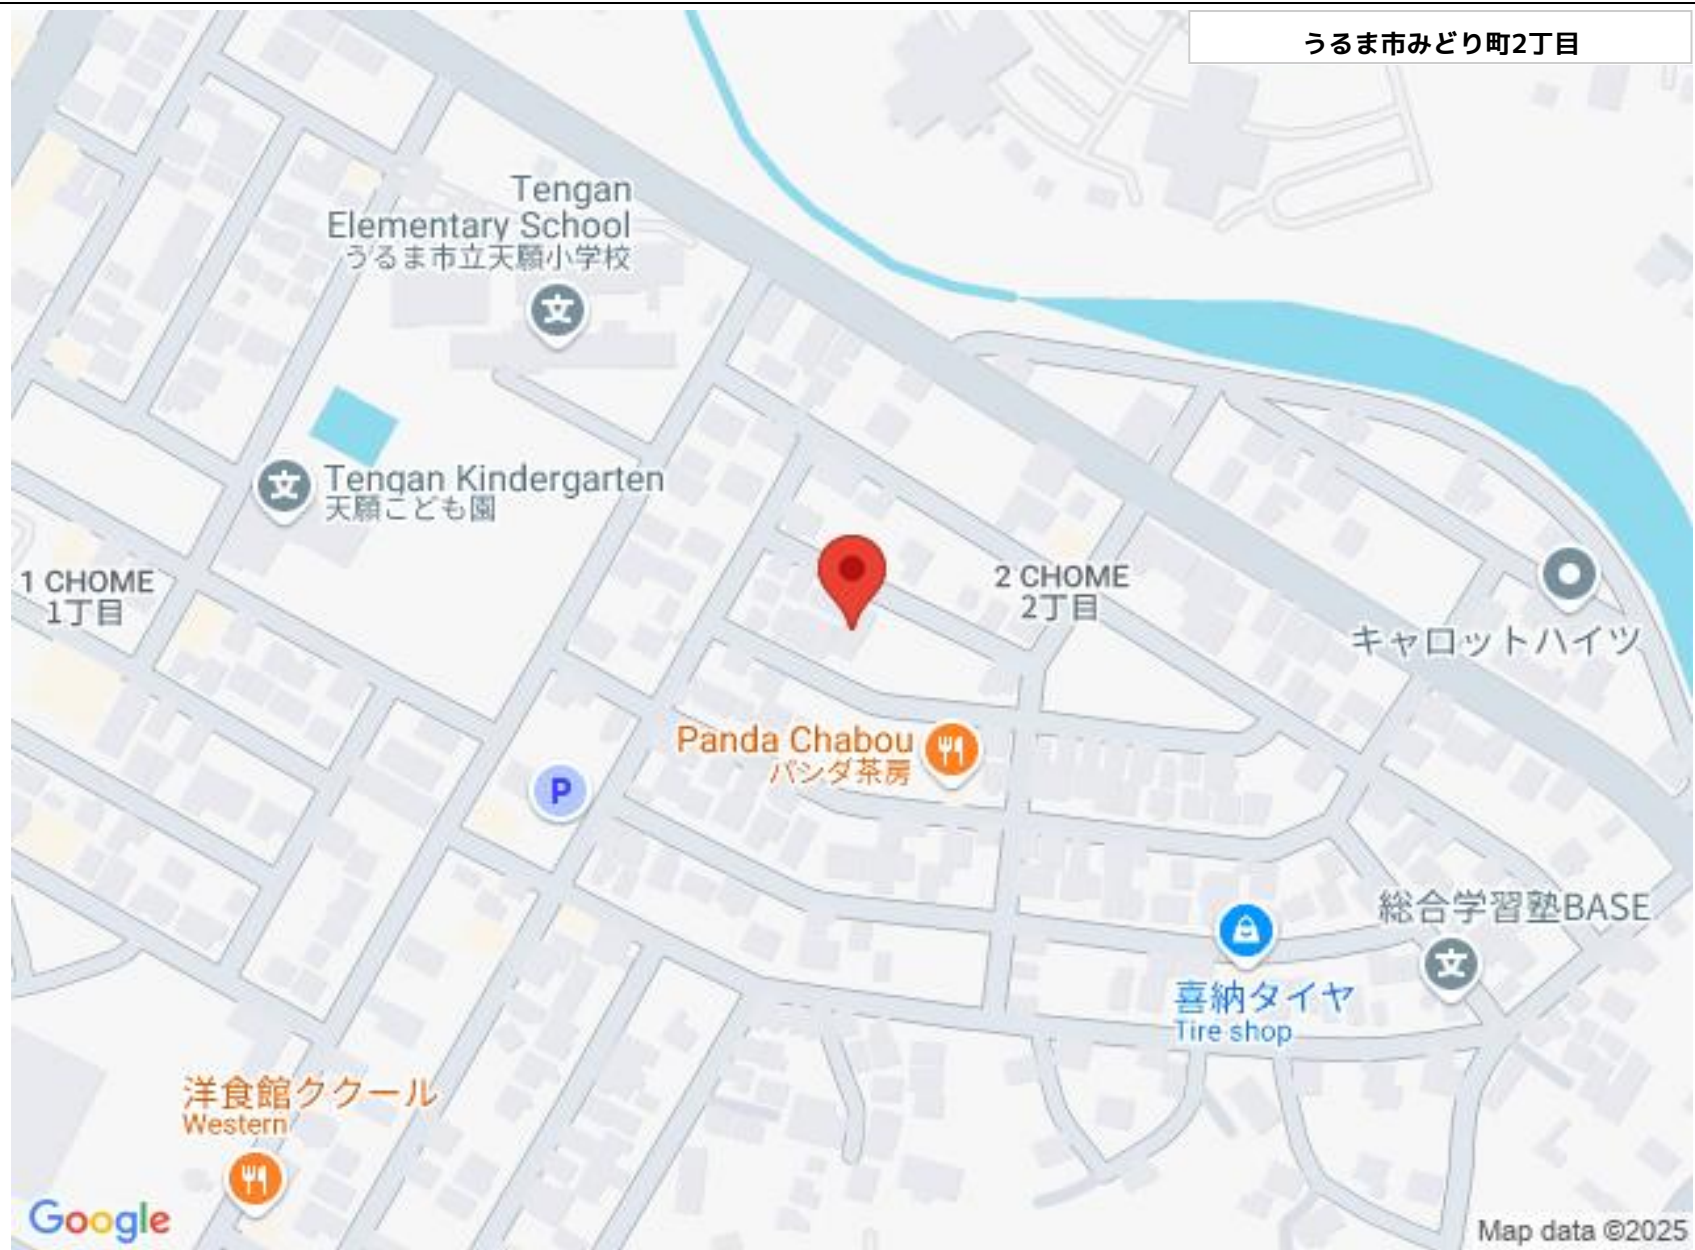 うるま市みどり町2丁目
Tengan
Elementary School
うるま市立天願小学校
Tengan Kindergarten
天願こども園
1 CHOME
1丁目
2 CHOME
2丁目
キャロットハイツ
Panda Chabou
パンダ茶房
P
総合学習塾BASE
喜納タイヤ
Tire shop
洋食館ククール
Western
Google
Map data ©2025
文
文
文